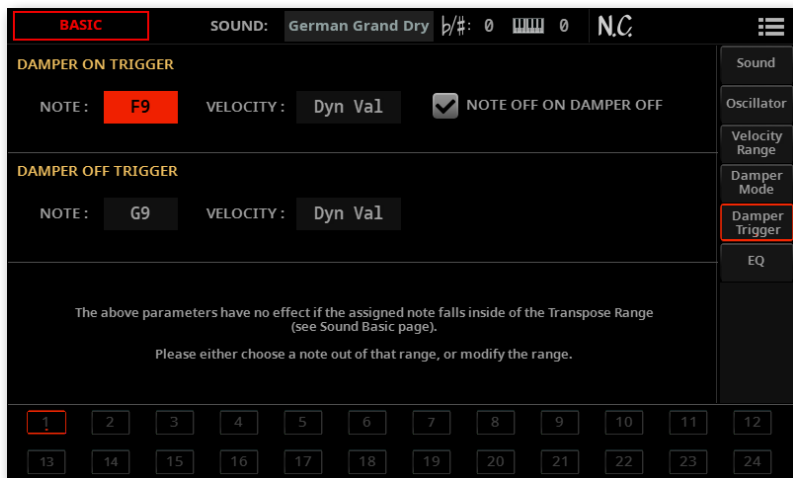 BASIC SOUND: German Grand Dry ♭/#: 0 0 N.C.
DAMPER ON TRIGGER
NOTE : F9 VELOCITY : Dyn Val NOTE OFF ON DAMPER OFF
DAMPER OFF TRIGGER
NOTE : G9 VELOCITY : Dyn Val
The above parameters have no effect if the assigned note falls inside of the Transpose Range
(see Sound Basic page).
Please either choose a note out of that range, or modify the range.
Sound
Oscillator
Velocity
Range
Damper
Mode
Damper
Trigger
EQ
1 2 3 4 5 6 7 8 9 10 11 12
13 14 15 16 17 18 19 20 21 22 23 24